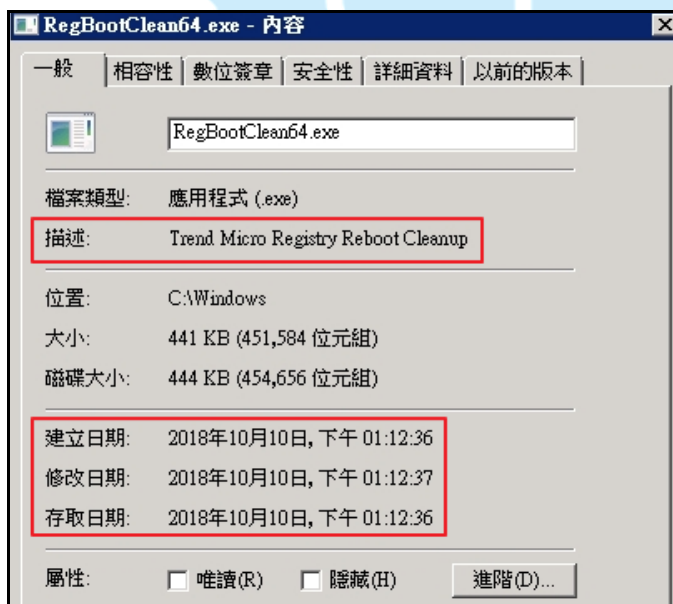 RegBootClean64.exe - 內容
一般 相容性 數位簽章 安全性 詳細資料 以前的版本
RegBootClean64.exe
檔案類型: 應用程式 (.exe)
描述: Trend Micro Registry Reboot Cleanup
位置: C:\Windows
大小: 441 KB (451,584 位元組)
磁碟大小: 444 KB (454,656 位元組)
建立日期: 2018年10月10日, 下午 01:12:36
修改日期: 2018年10月10日, 下午 01:12:37
存取日期: 2018年10月10日, 下午 01:12:36
屬性: 唯讀(R) 隱藏(H) 進階(D)...